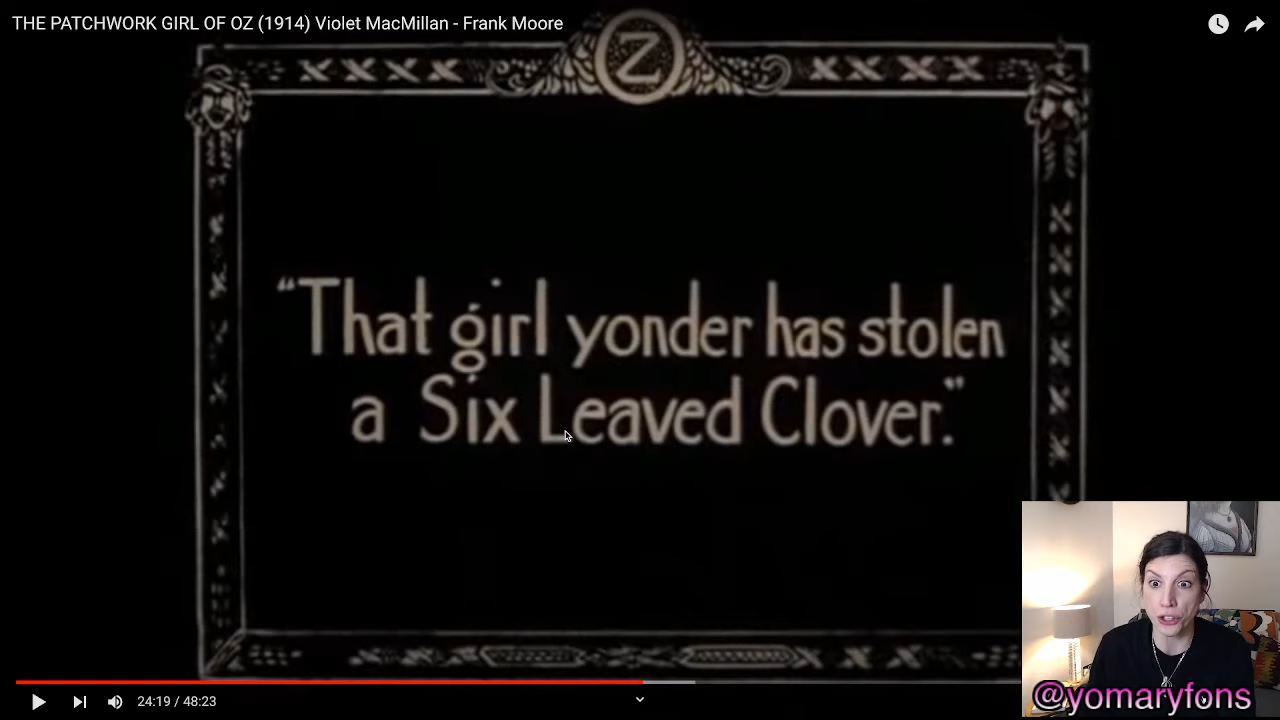 THE PATCHWORK GIRL OF OZ (1914) Violet MacMillan - Frank Moore
Z
"That girl yonder has stolen
a Six Leaved Clover."
24:19 / 48:23
@yomaryfons